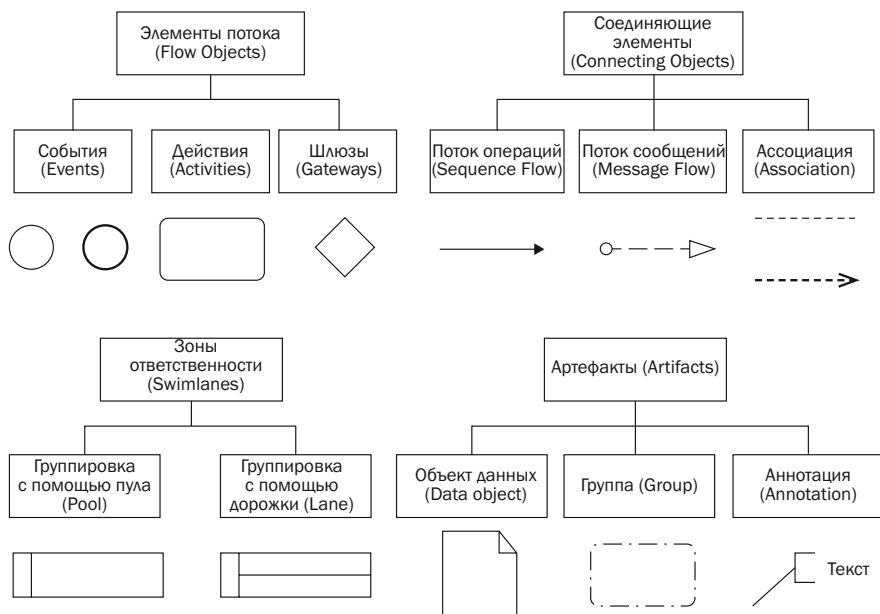 Элементы потока
(Flow Objects)
Соединяющие
элементы
(Connecting Objects)
События
(Events)
Действия
(Activities)
Шлюзы
(Gateways)
Поток операций
(Sequence Flow)
Поток сообщений
(Message Flow)
Ассоциация
(Association)
Зоны
ответственности
(Swimlanes)
Артефакты (Artifacts)
Группировка
с помощью пула
(Pool)
Группировка
с помощью
дорожки (Lane)
Объект данных
(Data object)
Группа (Group)
Аннотация
(Annotation)
Текст